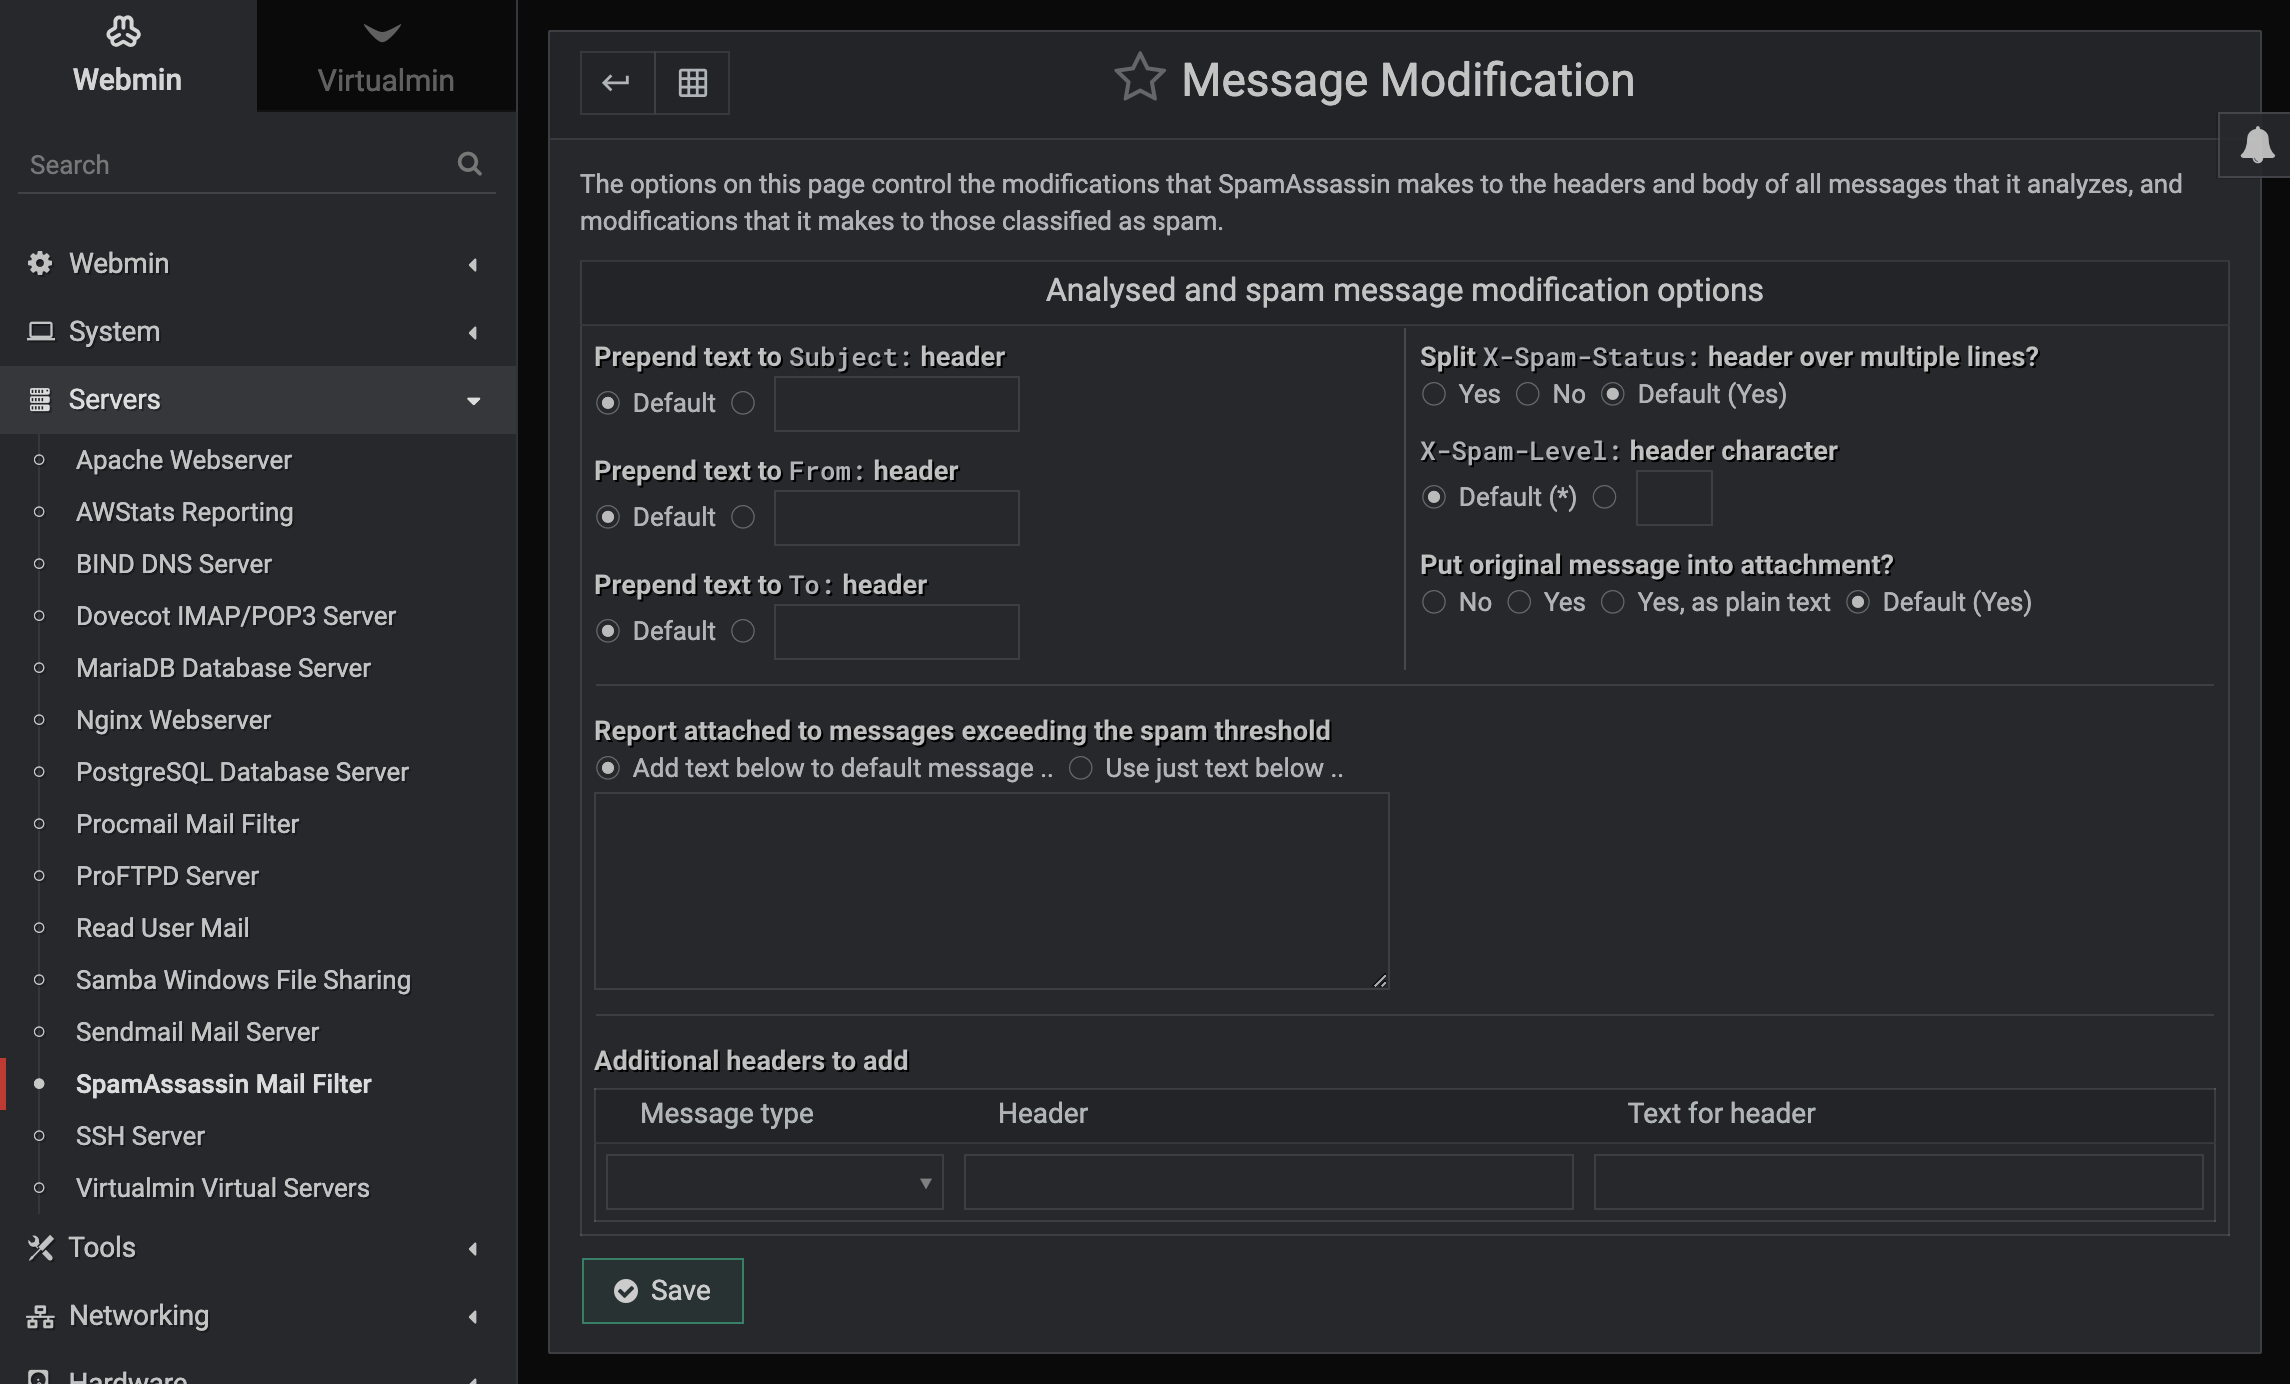 Webmin
Virtualmin
Search
Webmin
System
Servers
Apache Webserver
AWStats Reporting
BIND DNS Server
Dovecot IMAP/POP3 Server
MariaDB Database Server
Nginx Webserver
PostgreSQL Database Server
Procmail Mail Filter
ProFTPD Server
Read User Mail
Samba Windows File Sharing
Sendmail Mail Server
SpamAssassin Mail Filter
SSH Server
Virtualmin Virtual Servers
Tools
Networking
Hardware
Message Modification
The options on this page control the modifications that SpamAssassin makes to the headers and body of all messages that it analyzes, and
modifications that it makes to those classified as spam.
Analysed and spam message modification options
Prepend text to Subject: header
Default
Prepend text to From: header
Default
Prepend text to To: header
Default
Split X-Spam-Status: header over multiple lines?
Yes No Default (Yes)
X-Spam-Level: header character
Default (*)
Put original message into attachment?
No Yes Yes, as plain text Default (Yes)
Report attached to messages exceeding the spam threshold
Add text below to default message .. Use just text below ..
Additional headers to add
Message type Header Text for header
Save